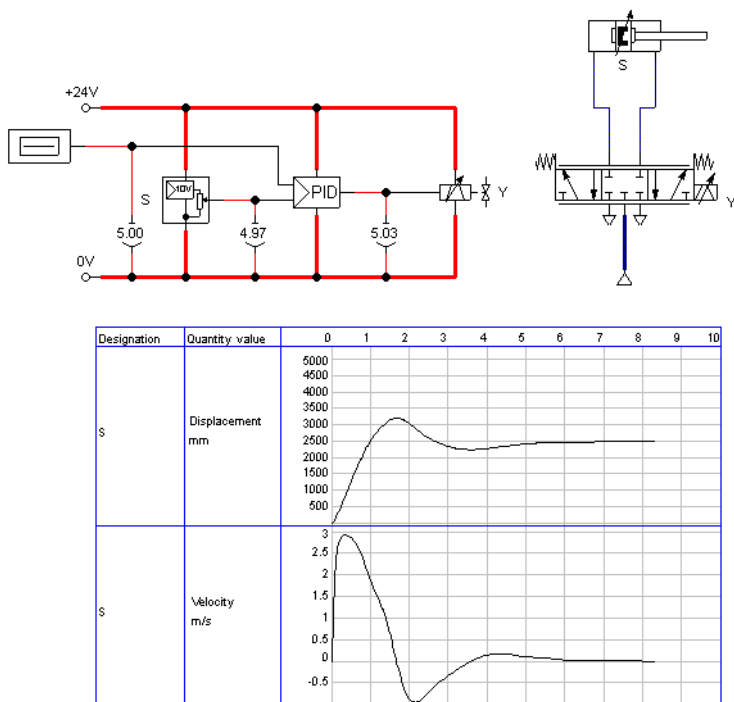 +24V
S
S
10V
PID
Y
Y
5.00
4.97
5.03
0V
Designation Quantity value 0 1 2 3 4 5 6 7 8 9 10
5000
4500
4000
3500
3000
2500
2000
1500
1000
500
S
Displacement
mm
3
2.5
2
1.5
1
0.5
0
-0.5
S
Velocity
m/s